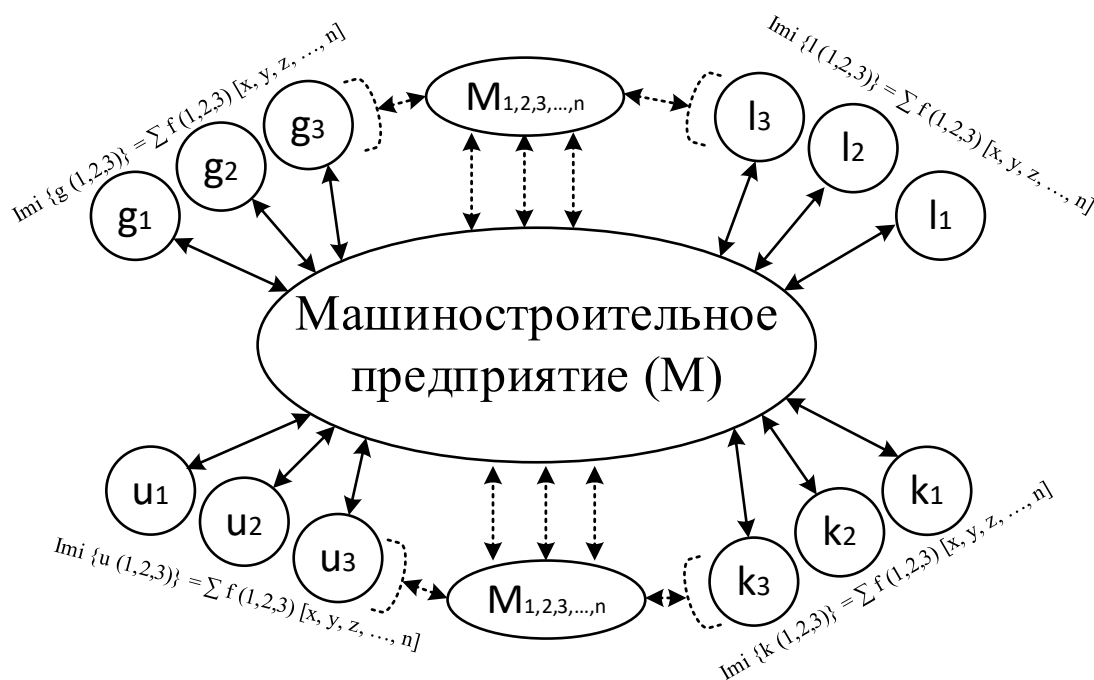 Imi {g (1,2,3)} = ∑ f (1,2,3) [x, y, z, …, n]
Imi {l (1,2,3)} = ∑ f (1,2,3) [x, y, z, …, n]
M1,2,3,…,n
g3
g2
g1
l3
l2
l1
Машиностроительное
предприятие (М)
u1
u2
u3
k1
k2
k3
M1,2,3,…,n
Imi {u (1,2,3)} = ∑ f (1,2,3) [x, y, z, …, n]
Imi {k (1,2,3)} = ∑ f (1,2,3) [x, y, z, …, n]